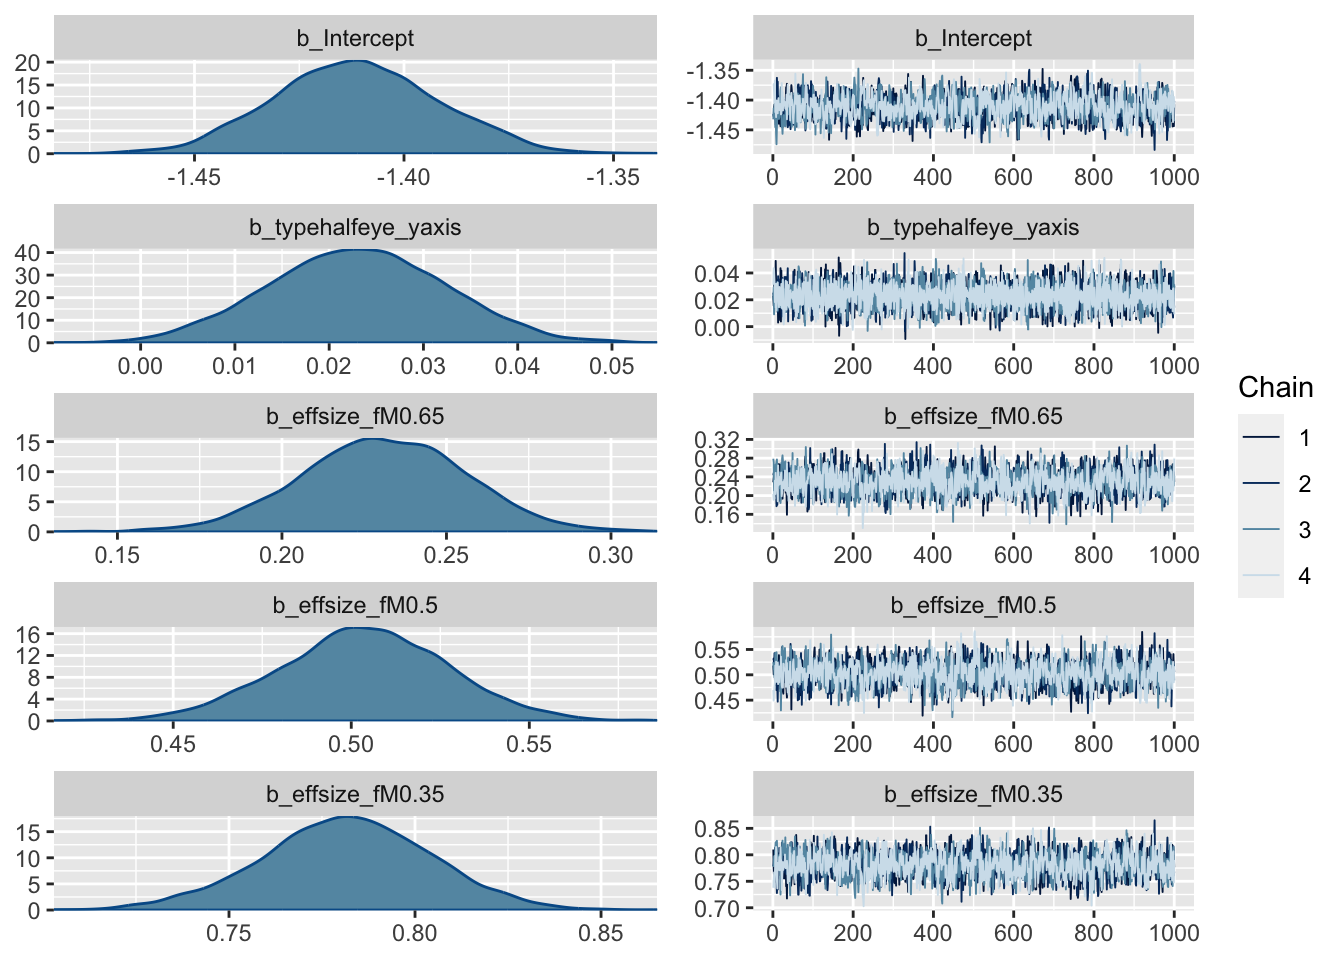 b_Intercept
20
15
10
5
0
-1.45 -1.40 -1.35
b_Intercept
-1.35
-1.40
-1.45
0 200 400 600 800 1000
b_typehalfeye_yaxis
40
30
20
10
0
0.00 0.01 0.02 0.03 0.04 0.05
b_typehalfeye_yaxis
0.04
0.02
0.00
0 200 400 600 800 1000
b_effsize_fM0.65
15
10
5
0
0.15 0.20 0.25 0.30
b_effsize_fM0.65
0.32
0.28
0.24
0.20
0.16
0 200 400 600 800 1000
b_effsize_fM0.5
16
12
8
4
0
0.45 0.50 0.55
b_effsize_fM0.5
0.55
0.50
0.45
0 200 400 600 800 1000
b_effsize_fM0.35
15
10
5
0
0.75 0.80 0.85
b_effsize_fM0.35
0.85
0.80
0.75
0.70
0 200 400 600 800 1000
Chain
1
2
3
4